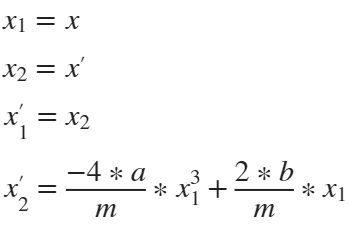 x₁ = x
x₂ = x′
x′₁ = x₂
x′₂ = −4 * a/m * x₁³ + 2 * b/m * x₁